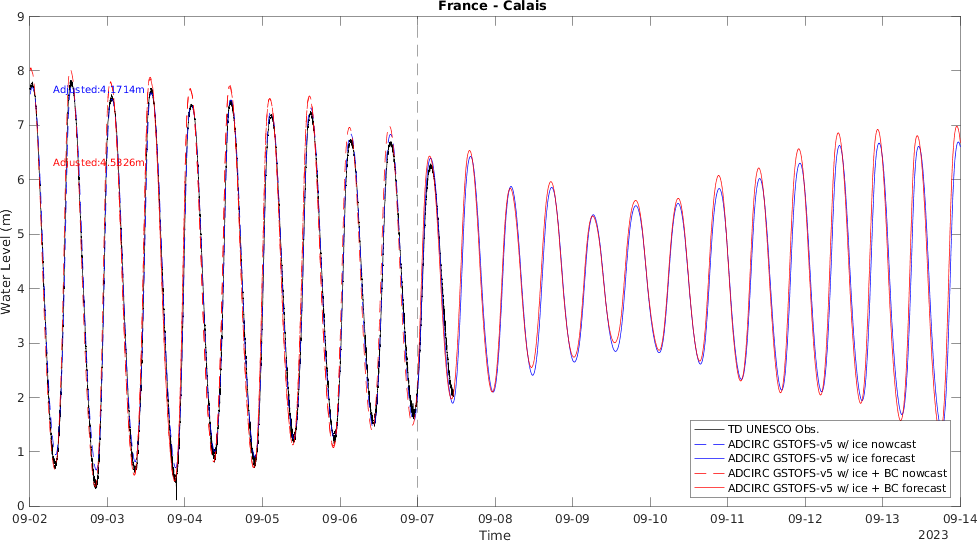 France - Calais
9
8
7
6
5
4
3
2
1
0
Water Level (m)
Adjusted:4.1714m
Adjusted:4.5326m
TD UNESCO Obs.
ADCIRC GSTOFS-v5 w/ ice nowcast
ADCIRC GSTOFS-v5 w/ ice forecast
ADCIRC GSTOFS-v5 w/ ice + BC nowcast
ADCIRC GSTOFS-v5 w/ ice + BC forecast
09-02 09-03 09-04 09-05 09-06 09-07 09-08 09-09 09-10 09-11 09-12 09-13 09-14
Time
2023